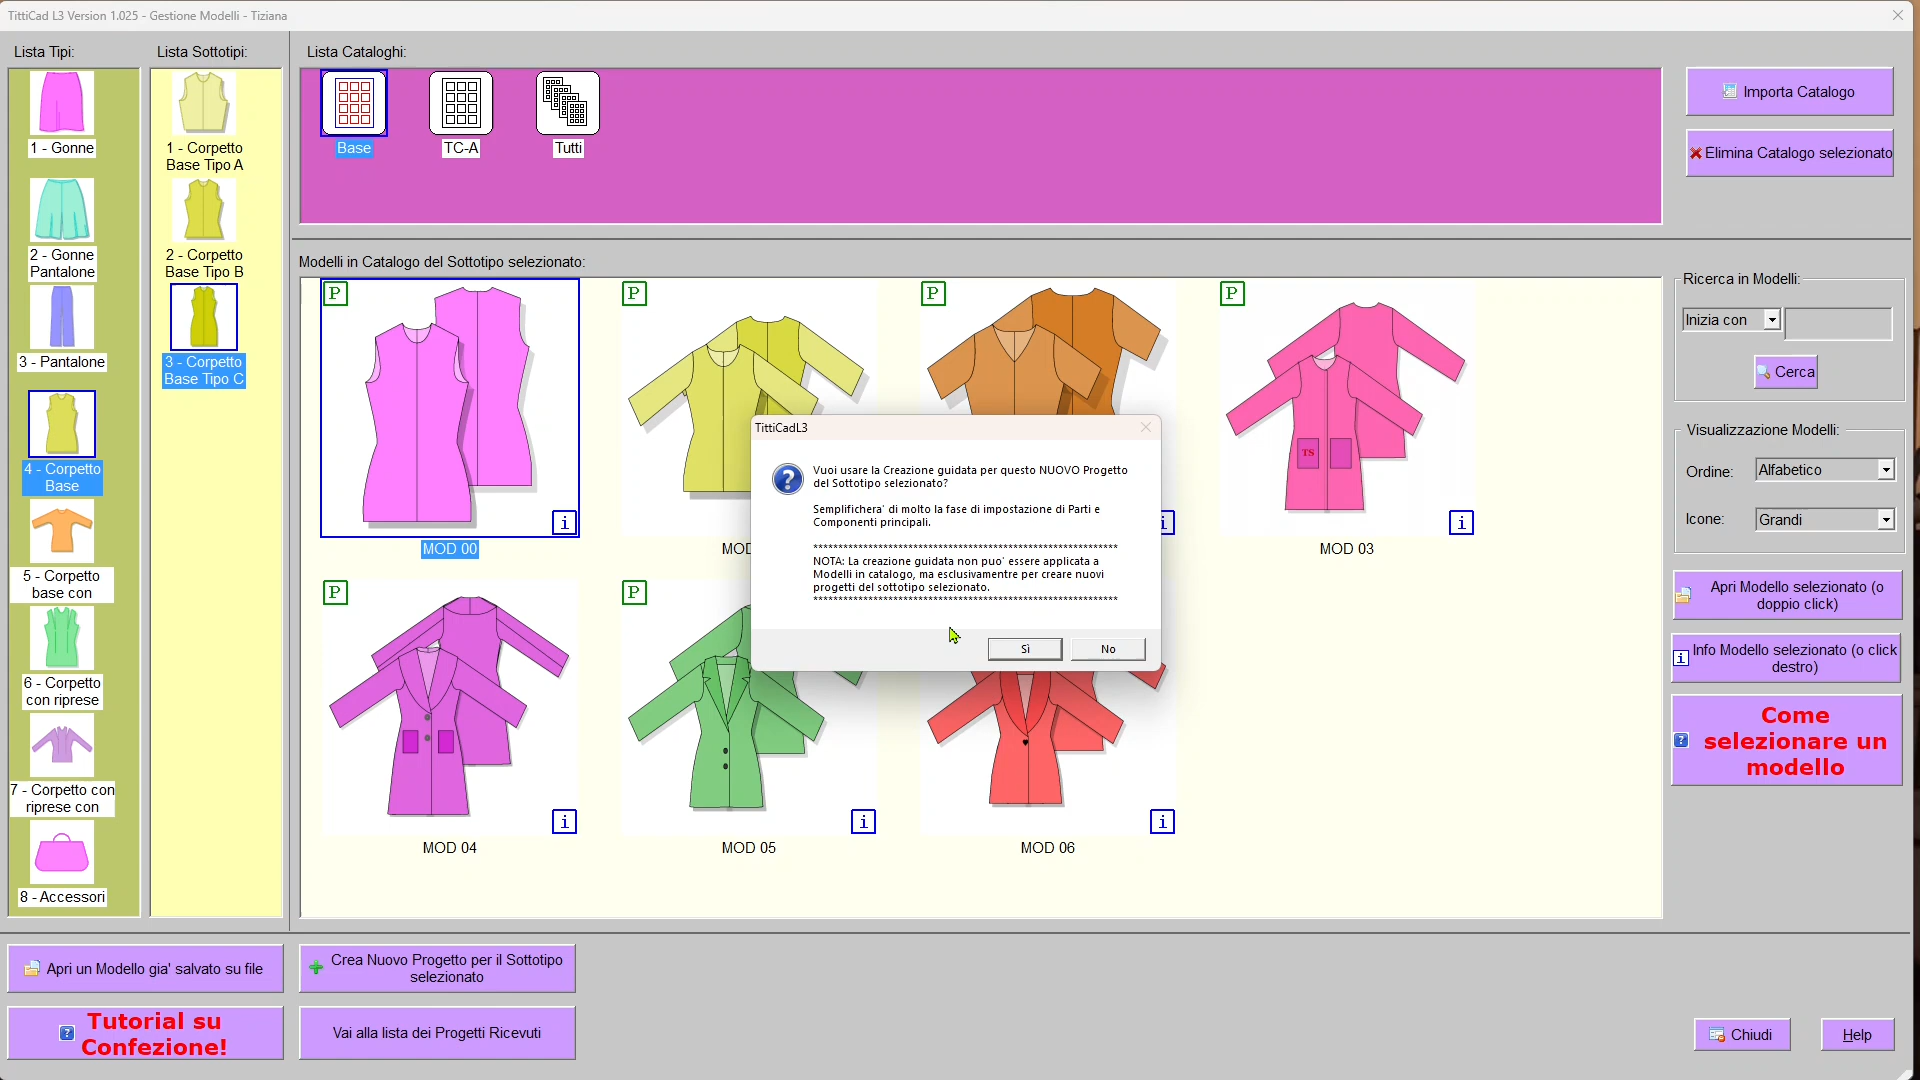 TittiCad L3 Version 1.025 - Gestione Modelli - Tiziana
Lista Tipi:
Lista Sottotipi:
Lista Cataloghi:
1 - Gonne
2 - Gonne
Pantalone
3 - Pantalone
4 - Corpetto
Base
5 - Corpetto
base con
6 - Corpetto
con riprese
7 - Corpetto con
riprese con
8 - Accessori
1 - Corpetto
Base Tipo A
2 - Corpetto
Base Tipo B
3 - Corpetto
Base Tipo C
Base
TC-A
Tutti
Importa Catalogo
Elimina Catalogo selezionato
Modelli in Catalogo del Sottotipo selezionato:
P
P
P
P
TS
i
i
i
MOD 00
MOD
MOD 03
P
P
i
i
i
MOD 04
MOD 05
MOD 06
TittiCadL3
Vuoi usare la Creazione guidata per questo NUOVO Progetto
del Sottotipo selezionato?
Semplifichera' di molto la fase di impostazione di Parti e
Componenti principali.
************************************************************
NOTA: La creazione guidata non puo' essere applicata a
Modelli in catalogo, ma esclusivamentre per creare nuovi
progetti del sottotipo selezionato.
************************************************************
Sì
No
Ricerca in Modelli:
Inizia con
Cerca
Visualizzazione Modelli:
Ordine:
Alfabetico
Icone:
Grandi
Apri Modello selezionato (o
doppio click)
Info Modello selezionato (o click
destro)
Come
selezionare un
modello
Apri un Modello gia' salvato su file
Crea Nuovo Progetto per il Sottotipo
selezionato
Tutorial su
Confezione!
Vai alla lista dei Progetti Ricevuti
Chiudi
Help